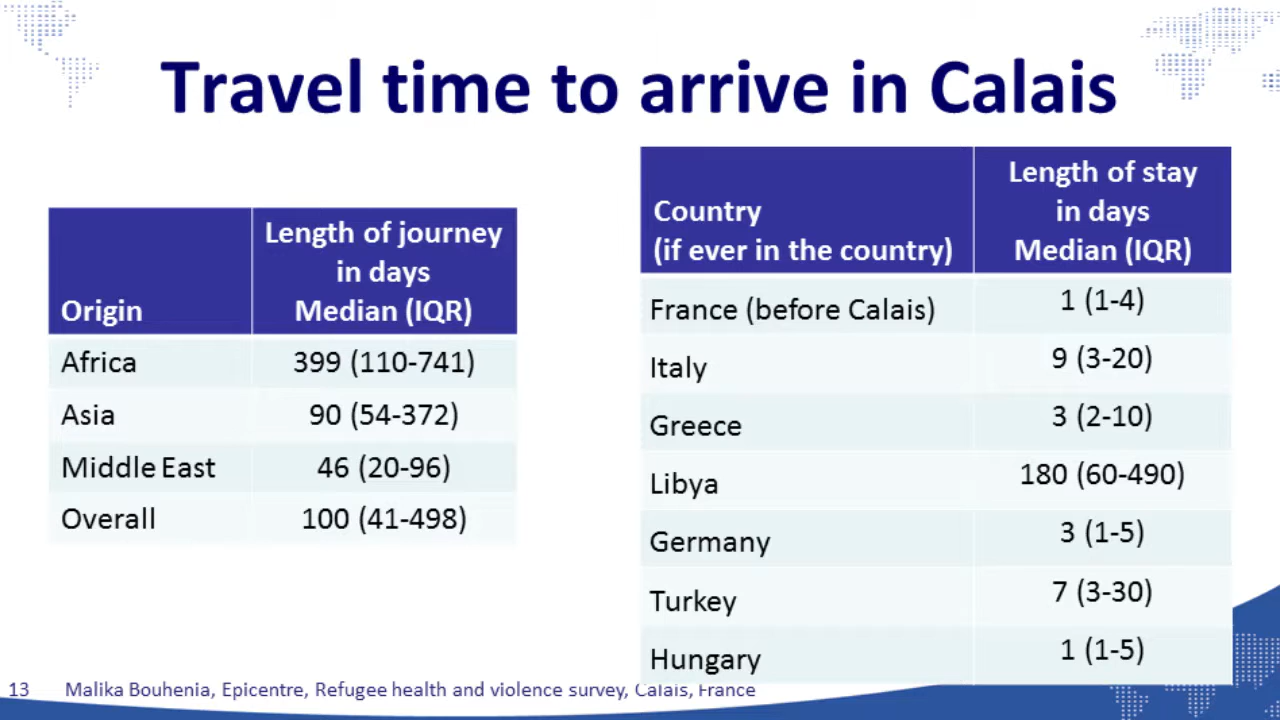 Travel time to arrive in Calais
Origin
Length of journey
in days
Median (IQR)
Africa 399 (110-741)
Asia 90 (54-372)
Middle East 46 (20-96)
Overall 100 (41-498)
Country
(if ever in the country)
Length of stay
in days
Median (IQR)
France (before Calais) 1 (1-4)
Italy 9 (3-20)
Greece 3 (2-10)
Libya 180 (60-490)
Germany 3 (1-5)
Turkey 7 (3-30)
Hungary 1 (1-5)
13 Malika Bouhenia, Epicentre, Refugee health and violence survey, Calais, France